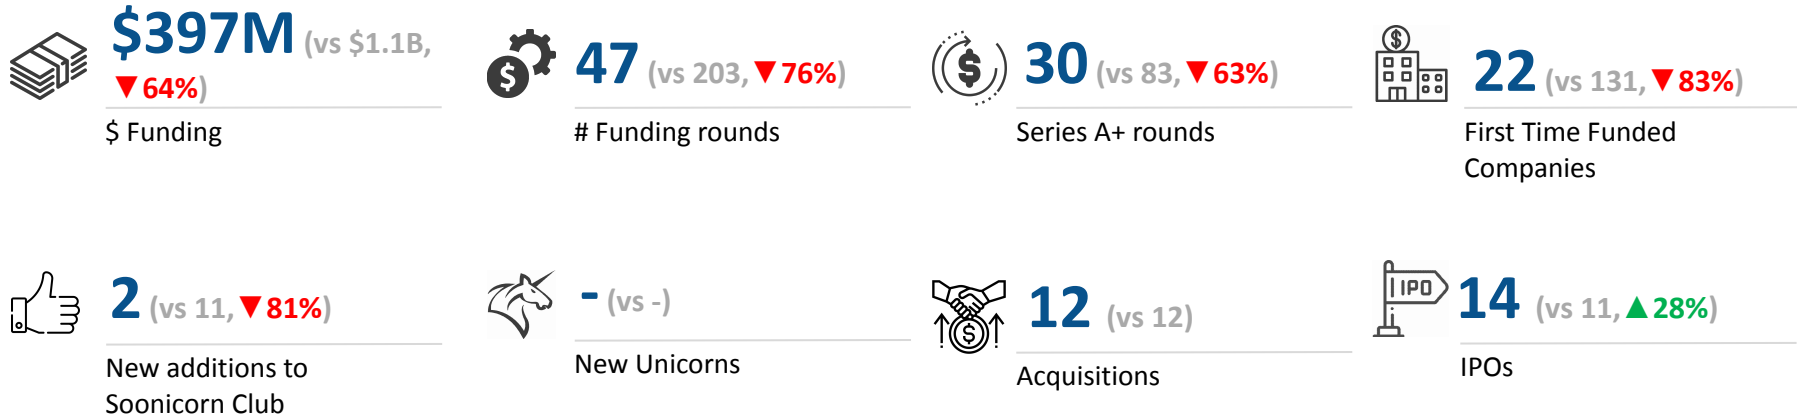 $397M (vs $1.1B,
▼64%)
$ Funding
47 (vs 203, ▼76%)
# Funding rounds
30 (vs 83, ▼63%)
Series A+ rounds
22 (vs 131, ▼83%)
First Time Funded
Companies
2 (vs 11, ▼81%)
New additions to
Soonicorn Club
- (vs -)
New Unicorns
12 (vs 12)
Acquisitions
IPO
14 (vs 11, ▲28%)
IPOs